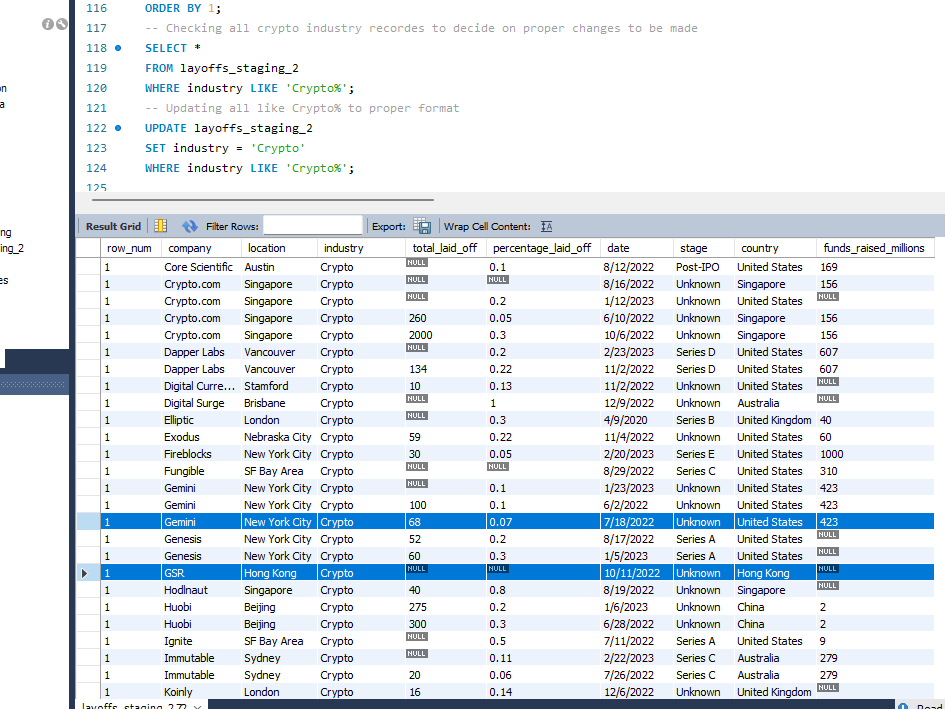 116 ORDER BY 1;
117 -- Checking all crypto industry recordes to decide on proper changes to be made
118 SELECT *
119 FROM layoffs_staging_2
120 WHERE industry LIKE 'Crypto%';
121 -- Updating all like Crypto% to proper format
122 UPDATE layoffs_staging_2
123 SET industry = 'Crypto'
124 WHERE industry LIKE 'Crypto%';
125
Result Grid Filter Rows: Export: Wrap Cell Content:
row_num company location industry total_laid_off percentage_laid_off date stage country funds_raised_millions
1 Core Scientific Austin Crypto NULL 0.1 8/12/2022 Post-IPO United States 169
1 Crypto.com Singapore Crypto NULL NULL 8/16/2022 Unknown Singapore 156
1 Crypto.com Singapore Crypto NULL 0.2 1/12/2023 Unknown United States NULL
1 Crypto.com Singapore Crypto 260 0.05 6/10/2022 Unknown Singapore 156
1 Crypto.com Singapore Crypto 2000 0.3 10/6/2022 Unknown Singapore 156
1 Dapper Labs Vancouver Crypto NULL 0.2 2/23/2023 Series D United States 607
1 Dapper Labs Vancouver Crypto 134 0.22 11/2/2022 Series D United States 607
1 Digital Curre... Stamford Crypto 10 0.13 11/2/2022 Unknown United States NULL
1 Digital Surge Brisbane Crypto NULL 1 12/9/2022 Unknown Australia NULL
1 Elliptic London Crypto NULL 0.3 4/9/2020 Series B United Kingdom 40
1 Exodus Nebraska City Crypto 59 0.22 11/4/2022 Unknown United States 60
1 Fireblocks New York City Crypto 30 0.05 2/20/2023 Series E United States 1000
1 Fungible SF Bay Area Crypto NULL NULL 8/29/2022 Series C United States 310
1 Gemini New York City Crypto NULL 0.1 1/23/2023 Unknown United States 423
1 Gemini New York City Crypto 100 0.1 6/2/2022 Unknown United States 423
1 Gemini New York City Crypto 68 0.07 7/18/2022 Unknown United States 423
1 Genesis New York City Crypto 52 0.2 8/17/2022 Series A United States NULL
1 Genesis New York City Crypto 60 0.3 1/5/2023 Series A United States NULL
1 GSR Hong Kong Crypto NULL NULL 10/11/2022 Unknown Hong Kong NULL
1 Hodlnaut Singapore Crypto 40 0.8 8/19/2022 Unknown Singapore NULL
1 Huobi Beijing Crypto 275 0.2 1/6/2023 Unknown China 2
1 Huobi Beijing Crypto 300 0.3 6/28/2022 Unknown China 2
1 Ignite SF Bay Area Crypto NULL 0.5 7/11/2022 Series A United States 9
1 Immutable Sydney Crypto NULL 0.11 2/22/2023 Series C Australia 279
1 Immutable Sydney Crypto 20 0.06 7/26/2022 Series C Australia 279
1 Koinly London Crypto 16 0.14 12/6/2022 Unknown United Kingdom NULL